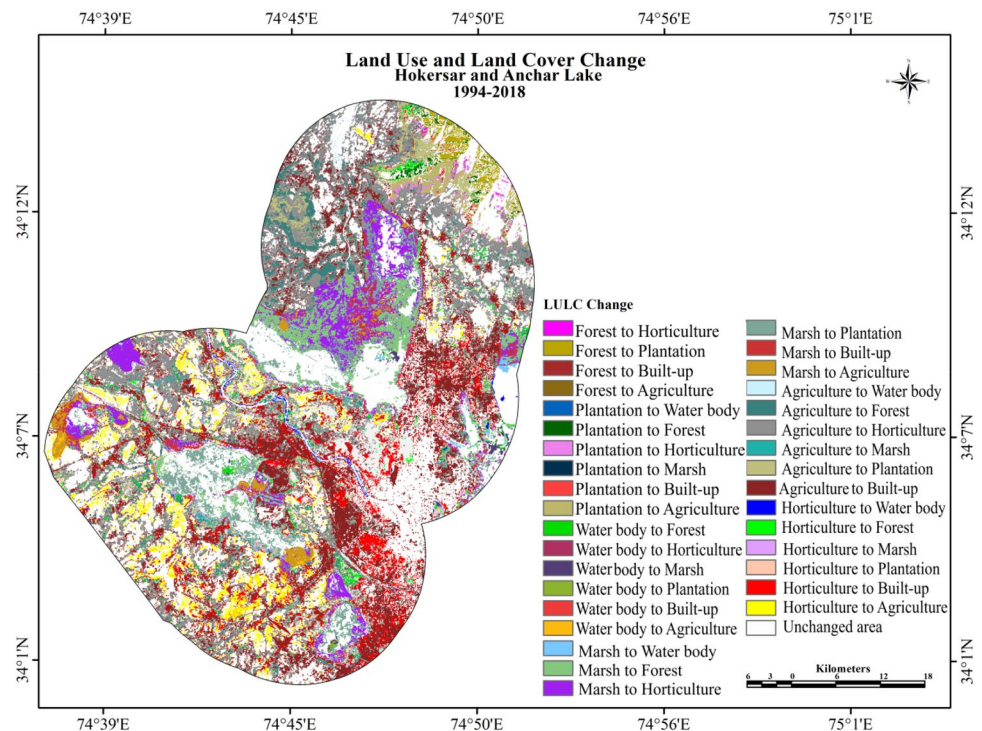 74°39'E 74°45'E 74°50'E 74°56'E 75°1'E
Land Use and Land Cover Change
Hokersar and Anchar Lake
1994-2018
N
W E
S
34°12'N 34°12'N
34°7'N 34°7'N
34°1'N 34°1'N
LULC Change
Forest to Horticulture
Forest to Plantation
Forest to Built-up
Forest to Agriculture
Plantation to Water body
Plantation to Forest
Plantation to Horticulture
Plantation to Marsh
Plantation to Built-up
Plantation to Agriculture
Water body to Forest
Water body to Horticulture
Water body to Marsh
Water body to Plantation
Water body to Built-up
Water body to Agriculture
Marsh to Water body
Marsh to Forest
Marsh to Horticulture
Marsh to Plantation
Marsh to Built-up
Marsh to Agriculture
Agriculture to Water body
Agriculture to Forest
Agriculture to Horticulture
Agriculture to Marsh
Agriculture to Plantation
Agriculture to Built-up
Horticulture to Water body
Horticulture to Forest
Horticulture to Marsh
Horticulture to Plantation
Horticulture to Built-up
Horticulture to Agriculture
Unchanged area
Kilometers
6 3 0 6 12 18
74°39'E 74°45'E 74°50'E 74°56'E 75°1'E